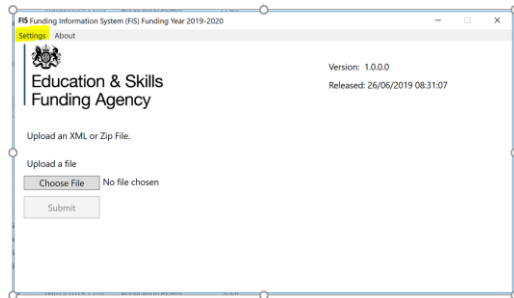 FIS Funding Information System (FIS) Funding Year 2019-2020
Settings About
Education & Skills
Funding Agency
Version: 1.0.0.0
Released: 26/06/2019 08:31:07
Upload an XML or Zip File.
Upload a file
Choose File No file chosen
Submit